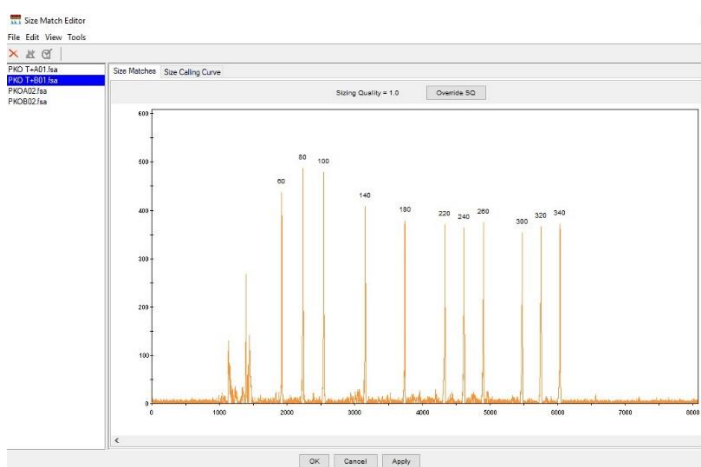 Size Match Editor
File Edit View Tools
PKO T+A01.fsa
PKO T+B01.fsa
PKOA02.fsa
PKOB02.fsa
Size Matches Size Calling Curve
Sizing Quality = 1.0 Override SQ
600
500
400
300
200
100
0
60 80 100 140 180 220 240 260 300 320 340
0 1000 2000 3000 4000 5000 6000 7000 8000
OK Cancel Apply